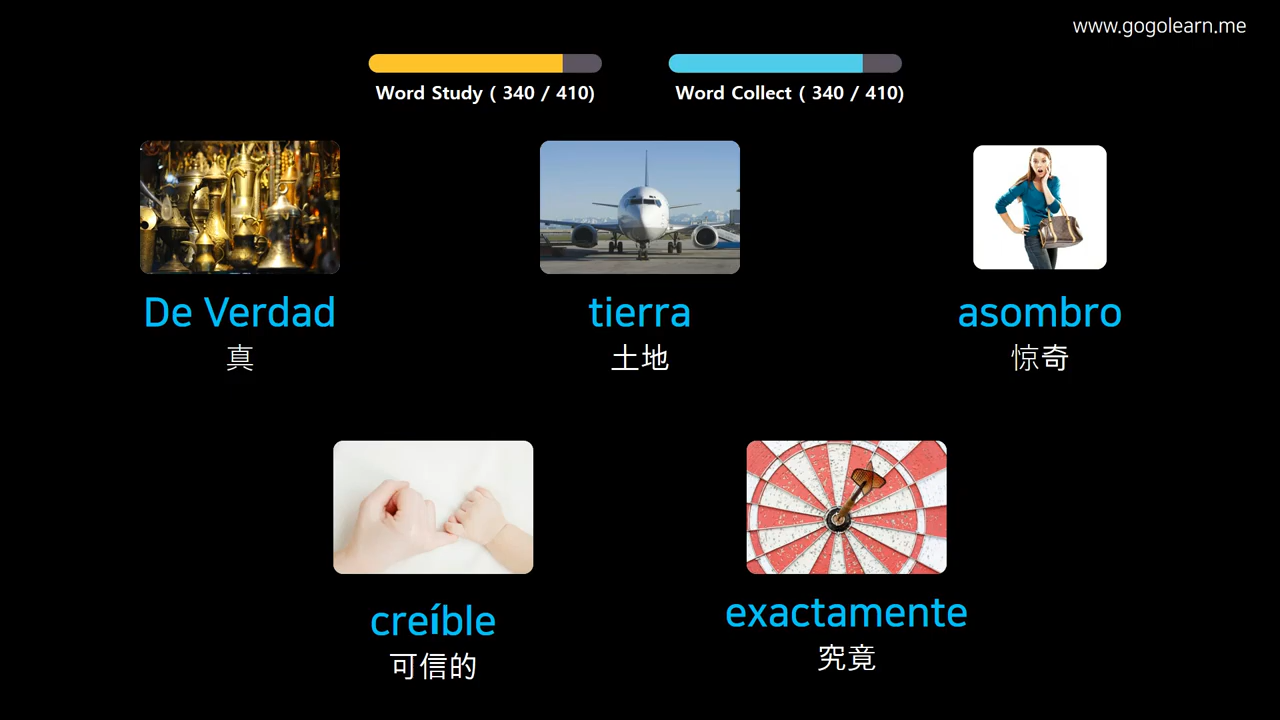 www.gogolearn.me
Word Study ( 340 / 410)
Word Collect ( 340 / 410)
De Verdad
真
tierra
土地
asombro
惊奇
creíble
可信的
exactamente
究竟